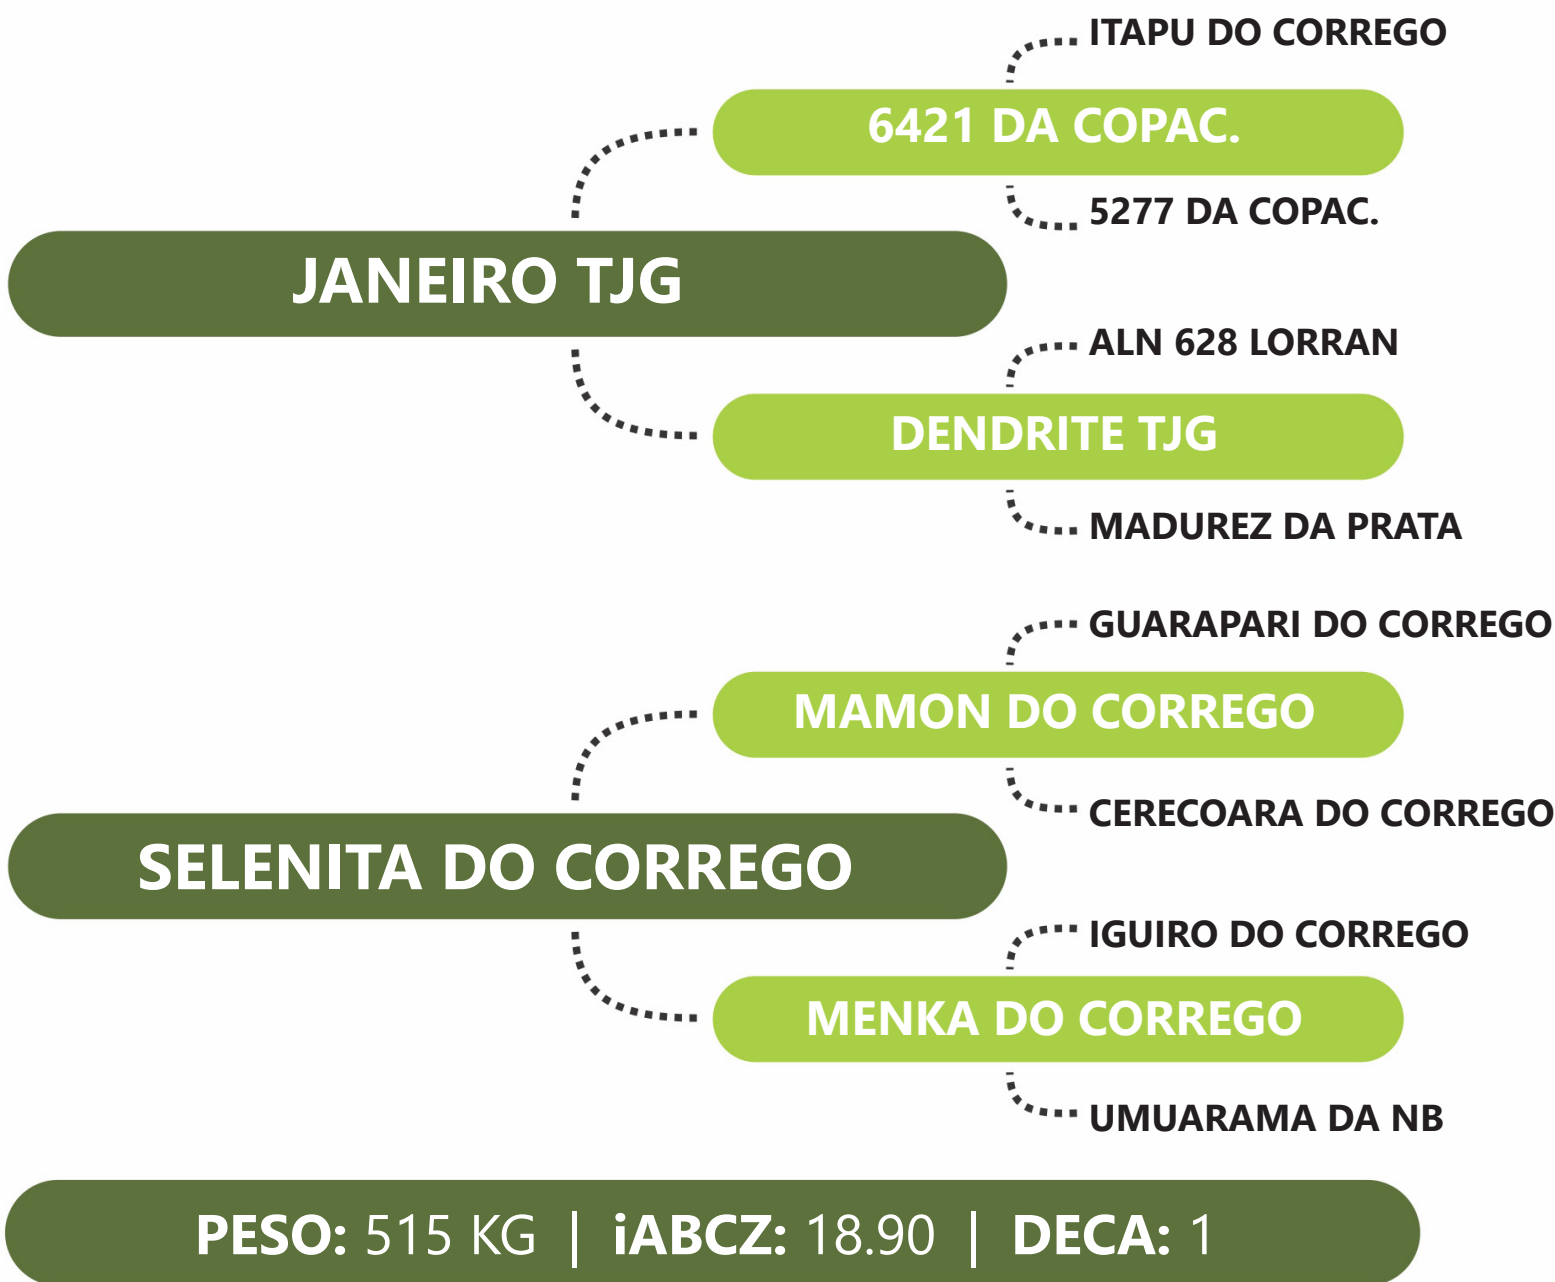 ITAPU DO CORREGO
6421 DA COPAC.
5277 DA COPAC.
JANEIRO TJG
ALN 628 LORRAN
DENDRITE TJG
MADUREZ DA PRATA
GUARAPARI DO CORREGO
MAMON DO CORREGO
CERECOARA DO CORREGO
SELENITA DO CORREGO
IGUIRO DO CORREGO
MENKA DO CORREGO
UMUARAMA DA NB
PESO: 515 KG | iABCZ: 18.90 | DECA: 1